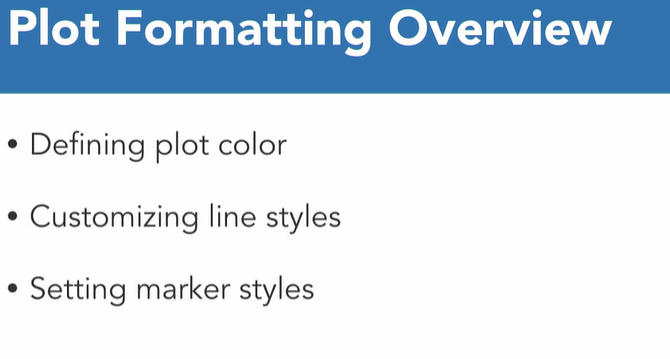 Plot Formatting Overview
• Defining plot color
• Customizing line styles
• Setting marker styles